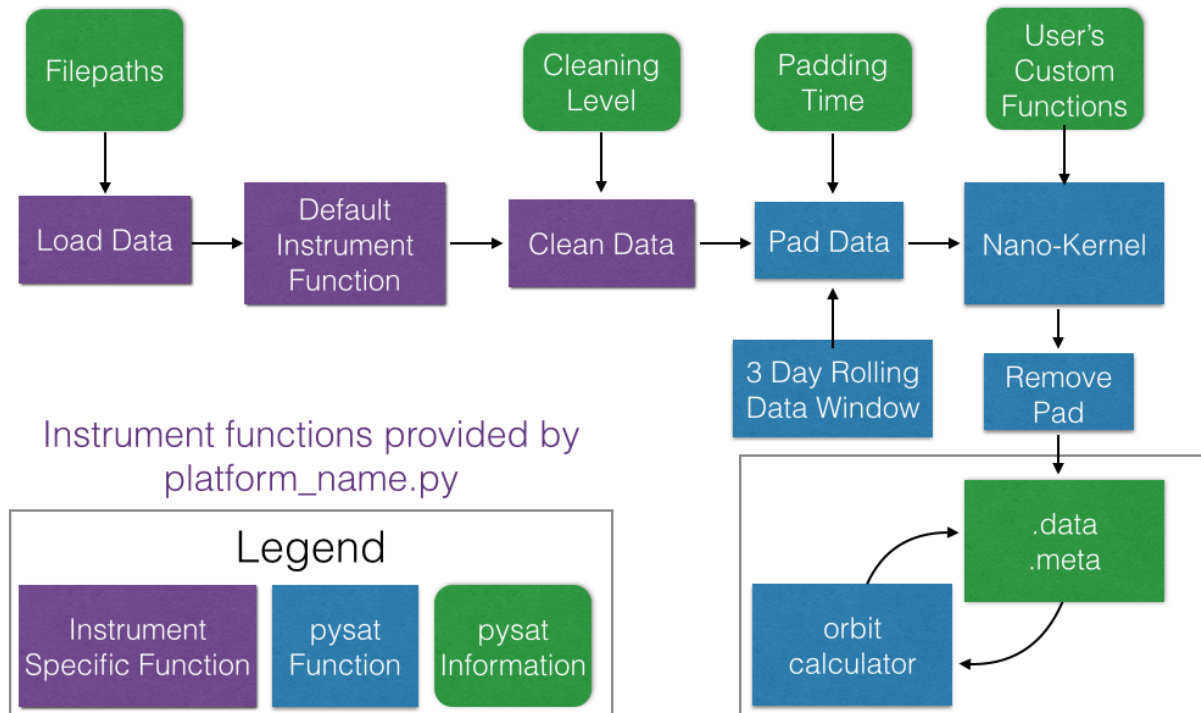 Filepaths
Cleaning
Level
Padding
Time
User's
Custom
Functions
Load Data
Default
Instrument
Function
Clean Data
Pad Data
Nano-Kernel
3 Day Rolling
Data Window
Remove
Pad
Instrument functions provided by
platform_name.py
Legend
Instrument
Specific Function
pysat
Function
pysat
Information
.data
.meta
orbit
calculator